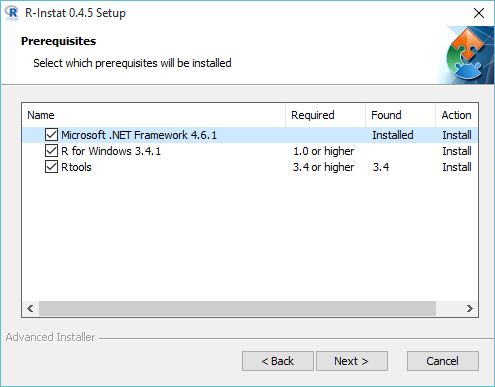 R-Instat 0.4.5 Setup
Prerequisites
Select which prerequisites will be installed
Name Required Found Action
Microsoft .NET Framework 4.6.1 Installed Install
R for Windows 3.4.1 1.0 or higher Install
Rtools 3.4 or higher 3.4 Install
Advanced Installer
< Back Next > Cancel